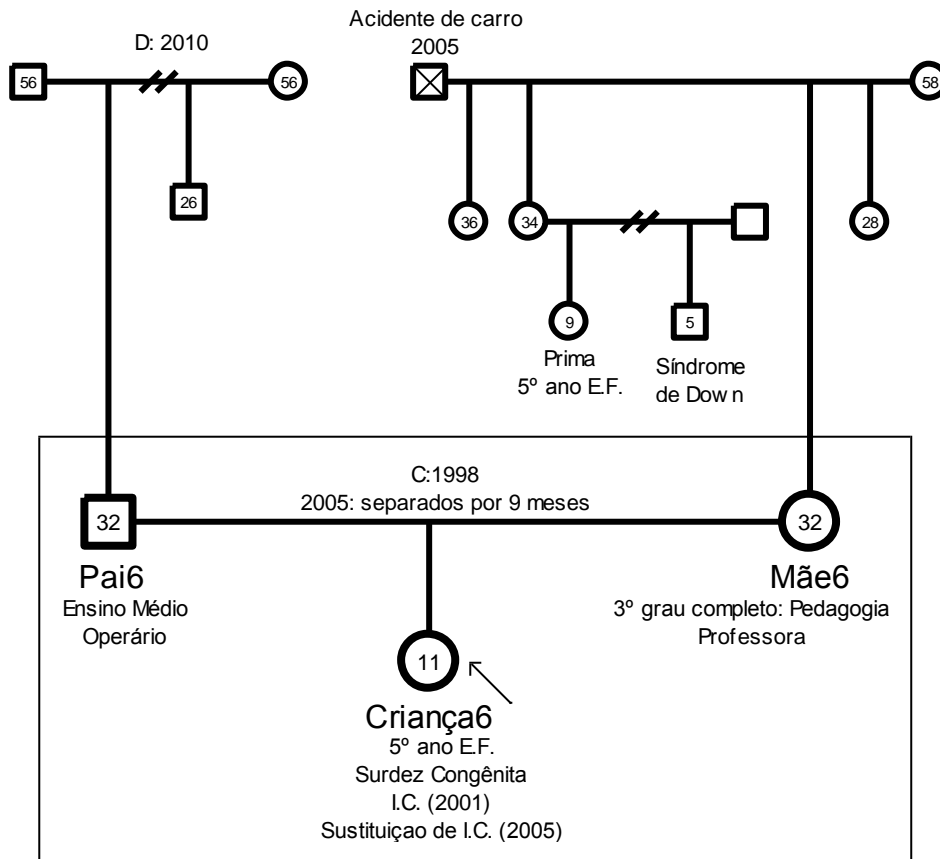 Acidente de carro
D: 2010
2005
56
56
58
26
36
34
28
9
5
Prima
5º ano E.F.
Síndrome
de Down
C:1998
2005: separados por 9 meses
32
32
Pai6
Ensino Médio
Operário
Mãe6
3º grau completo: Pedagogia
Professora
11
Criança6
5º ano E.F.
Surdez Congênita
I.C. (2001)
Sustituiçao de I.C. (2005)